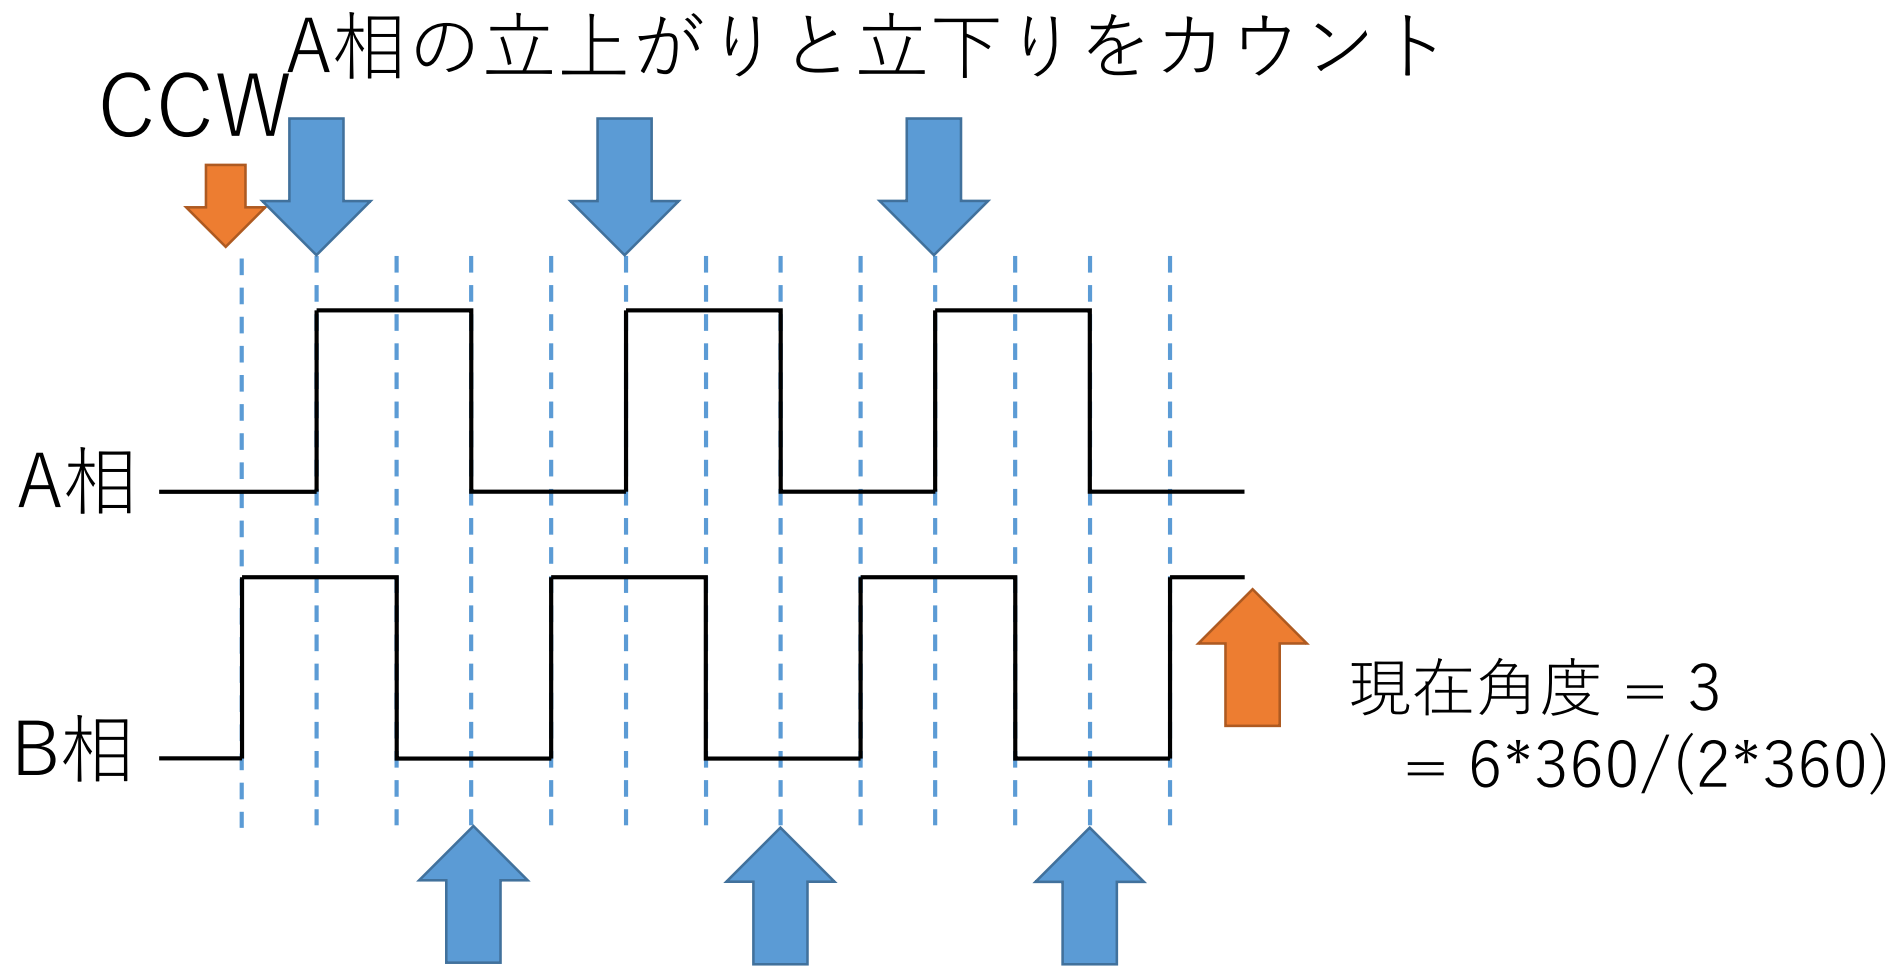 A相の立上がりと立下りをカウント
CCW
A相
B相
現在角度 = 3
= 6*360/(2*360)